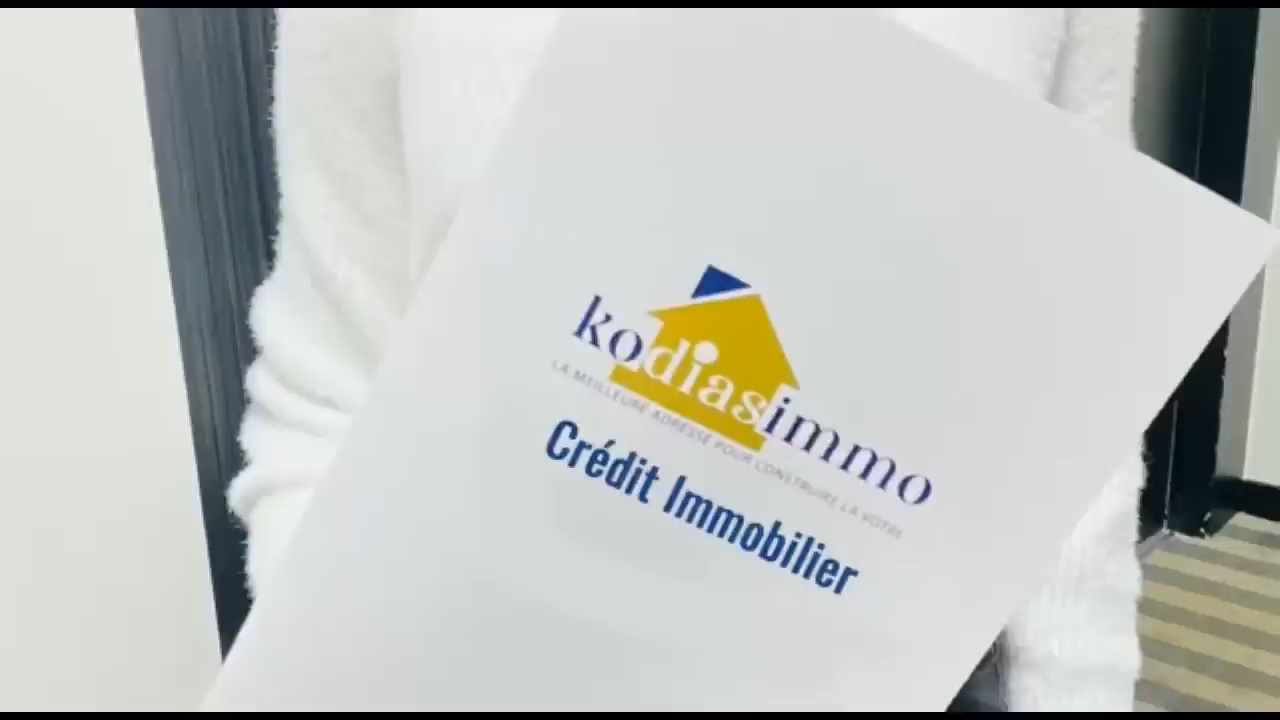 kodiasimmo
LA MEILLEURE ADRESSE POUR CONSTRUIRE LA VOTRE
Crédit Immobilier